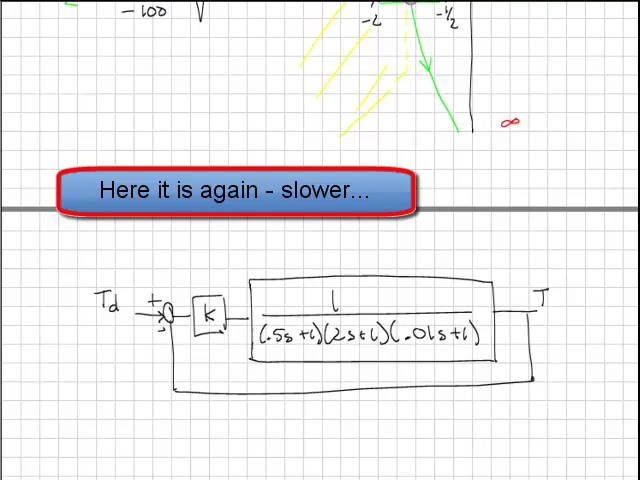 -100
-2
-1/2
∞
Here it is again - slower...
Td + k 1 T
-
(.5s+1)(2s+1)(.01s+1)